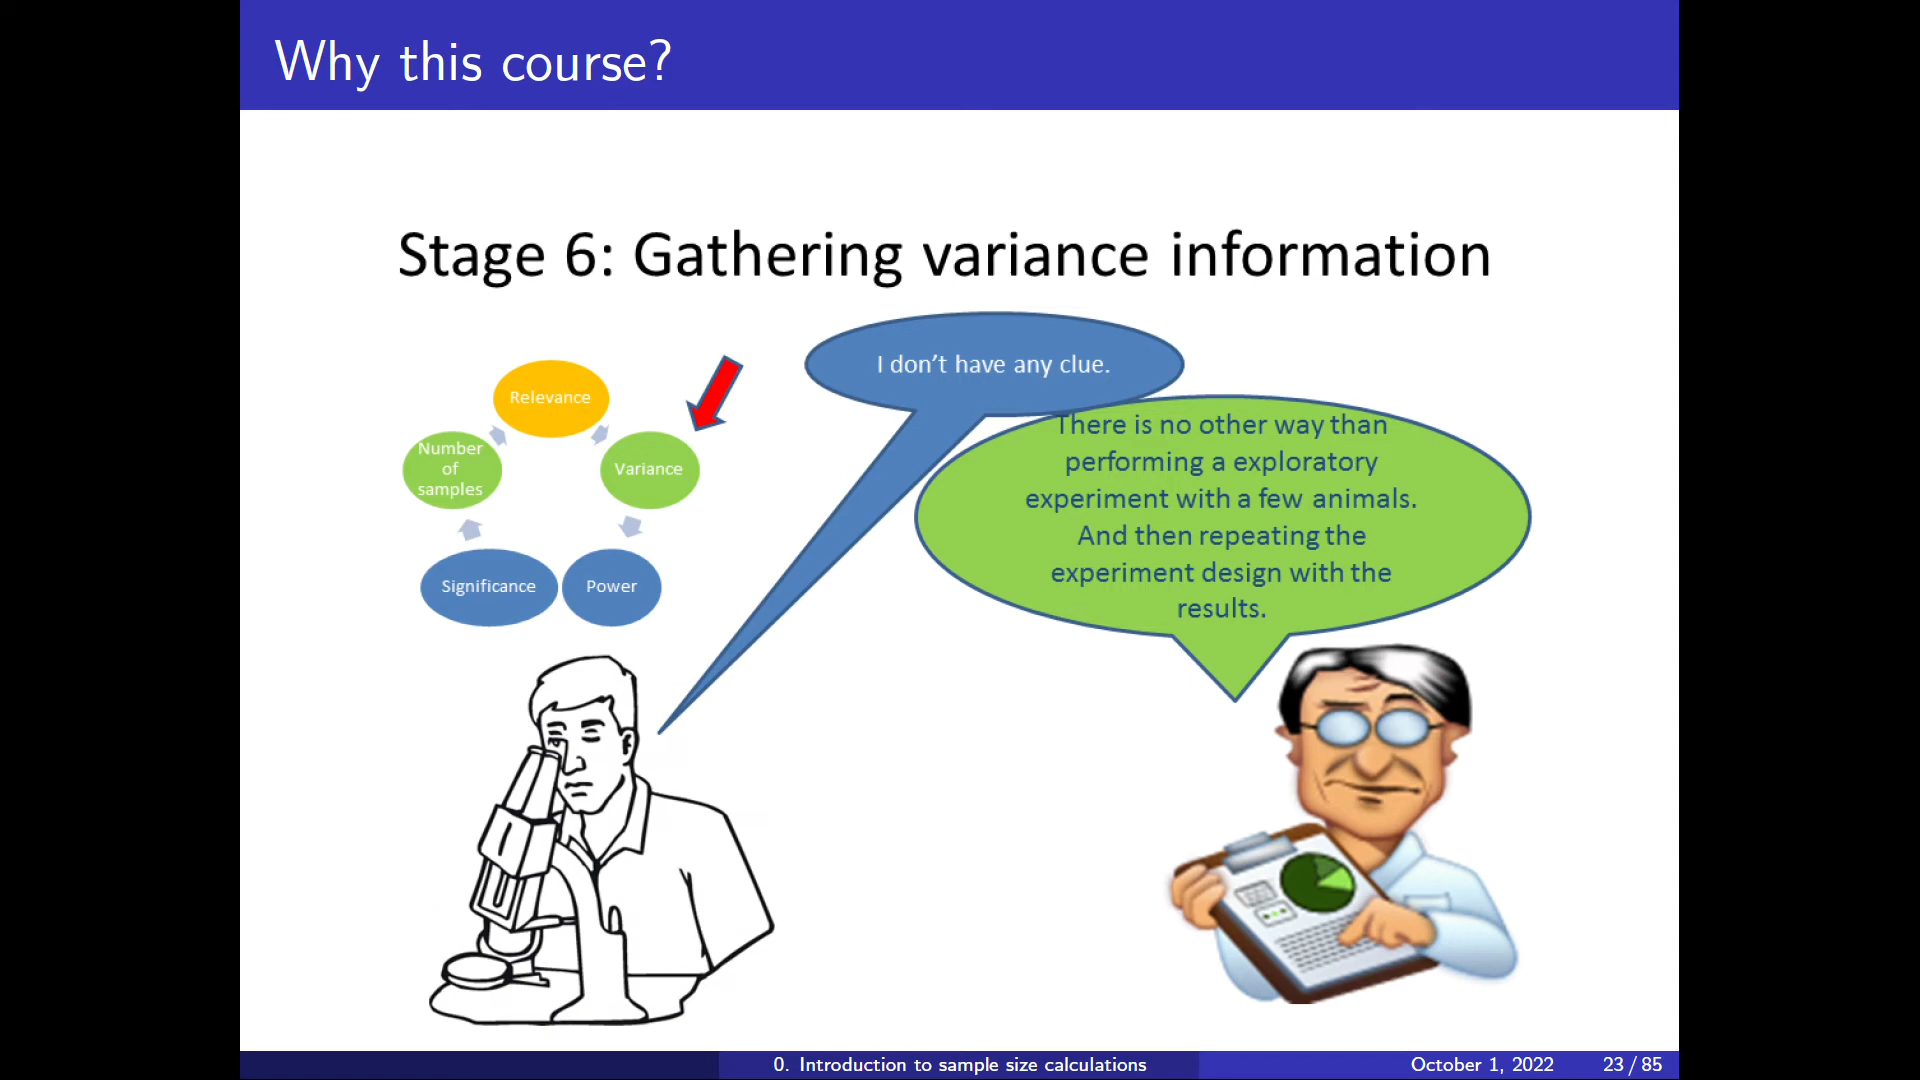 Why this course?
Stage 6: Gathering variance information
I don't have any clue.
There is no other way than
performing a exploratory
experiment with a few animals.
And then repeating the
experiment design with the
results.
Relevance
Number
of
samples
Variance
Significance
Power
0. Introduction to sample size calculations
October 1, 2022
23 / 85